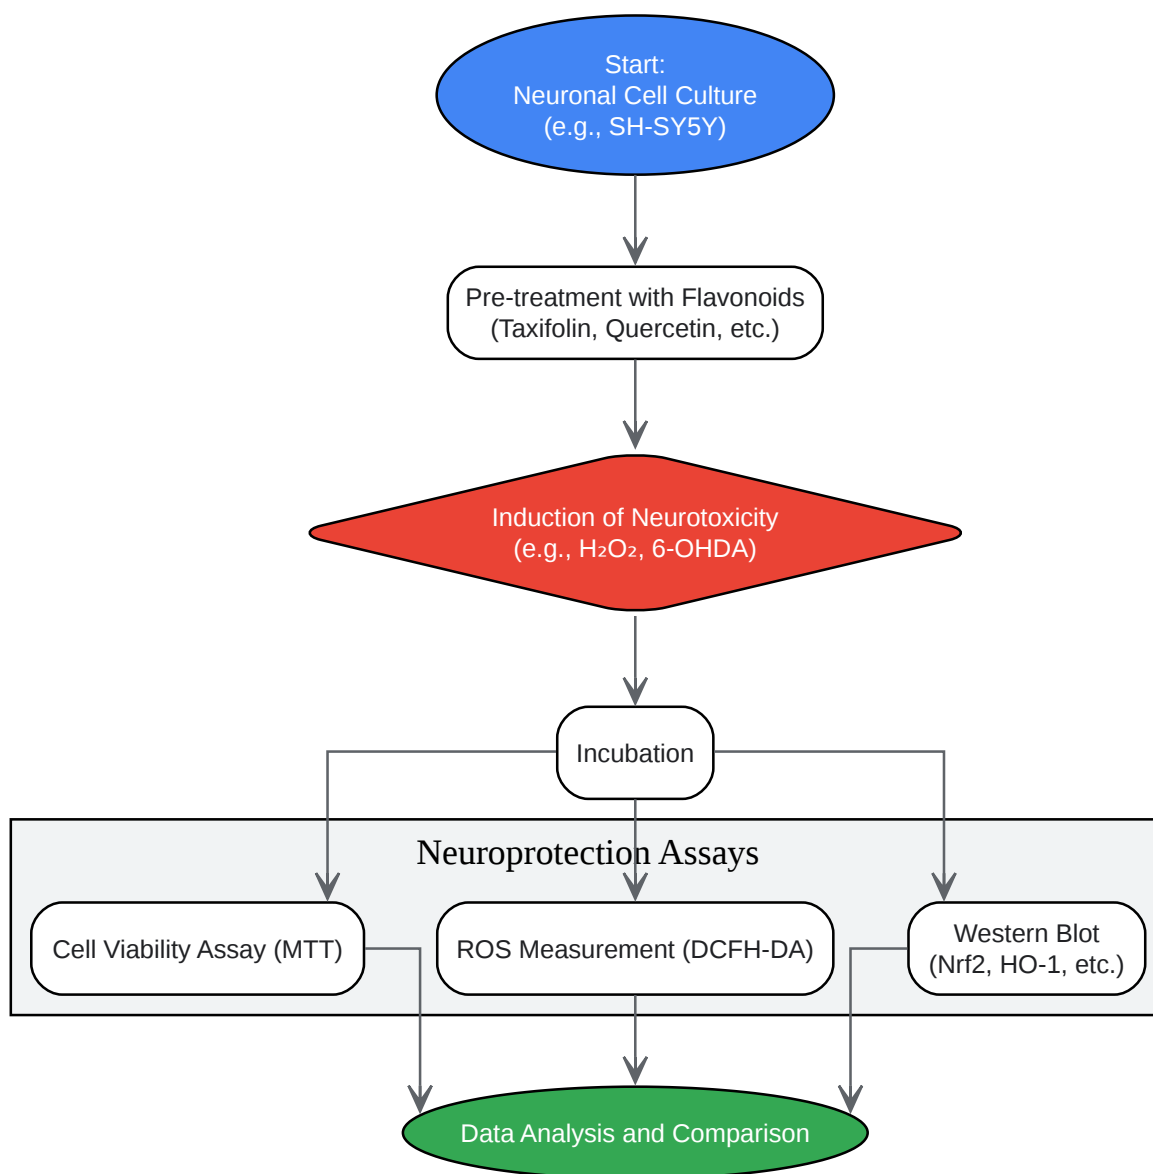 Start:
Neuronal Cell Culture
(e.g., SH-SY5Y)
Pre-treatment with Flavonoids
(Taxifolin, Quercetin, etc.)
Induction of Neurotoxicity
(e.g., H₂O₂, 6-OHDA)
Incubation
Neuroprotection Assays
Cell Viability Assay (MTT)
ROS Measurement (DCFH-DA)
Western Blot
(Nrf2, HO-1, etc.)
Data Analysis and Comparison